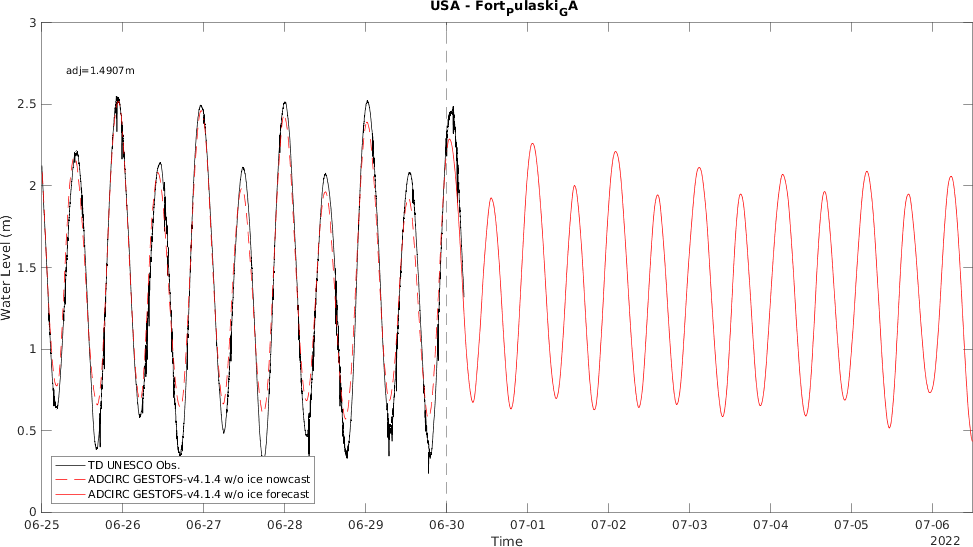 USA - FortPulaskiGA
adj=1.4907m
Water Level (m)
3
2.5
2
1.5
1
0.5
0
TD UNESCO Obs.
ADCIRC GESTOFS-v4.1.4 w/o ice nowcast
ADCIRC GESTOFS-v4.1.4 w/o ice forecast
06-25 06-26 06-27 06-28 06-29 06-30 07-01 07-02 07-03 07-04 07-05 07-06
Time
2022